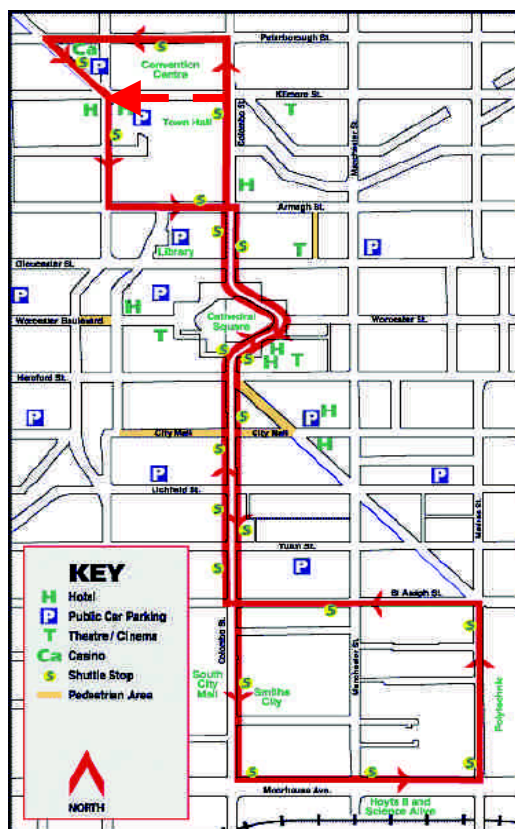 Peterborough St.
Ca
S
S
P
Convention
Centre
Kilmore St.
H
H
P
Town Hall
S
S
T
Colombo St.
Manchester St.
H
S
Armagh St.
S
S
P
Library
T
P
Gloucester St.
P
P
H
Worcester Boulevard
Cathedral
Square
Worcester St.
T
S
S
H
H
T
Hereford St.
P
P
H
City Mall
City Mall
H
S
P
S
P
Lichfield St.
Madras St.
S
S
Tuam St.
P
S
St Asaph St.
S
S
Colombo St.
South
City
Mall
S
Smiths
City
Manchester St.
Polytechnic
S
S
S
Moorhouse Ave.
Hoyts 8 and
Science Alive
KEY
H Hotel
P Public Car Parking
T Theatre / Cinema
Ca Casino
S Shuttle Stop
Pedestrian Area
NORTH